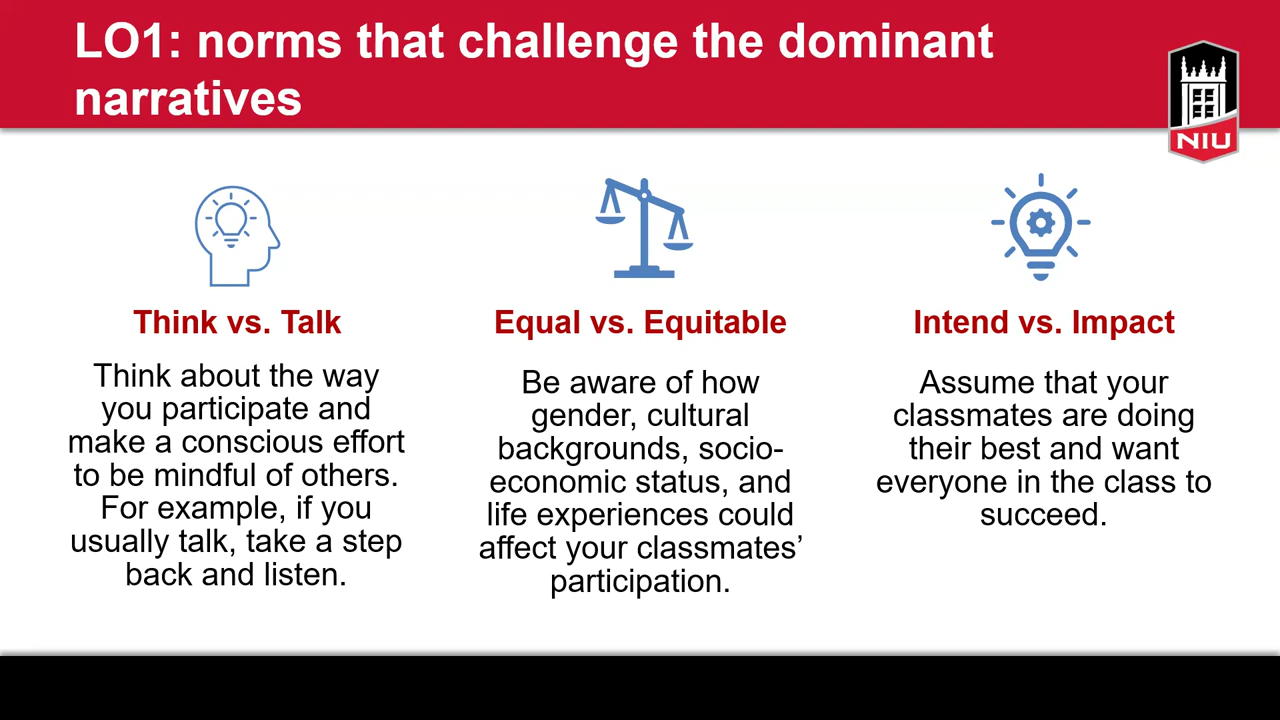 LO1: norms that challenge the dominant
narratives
NIU
Think vs. Talk
Think about the way
you participate and
make a conscious effort
to be mindful of others.
For example, if you
usually talk, take a step
back and listen.
Equal vs. Equitable
Be aware of how
gender, cultural
backgrounds, socio-
economic status, and
life experiences could
affect your classmates’
participation.
Intend vs. Impact
Assume that your
classmates are doing
their best and want
everyone in the class to
succeed.